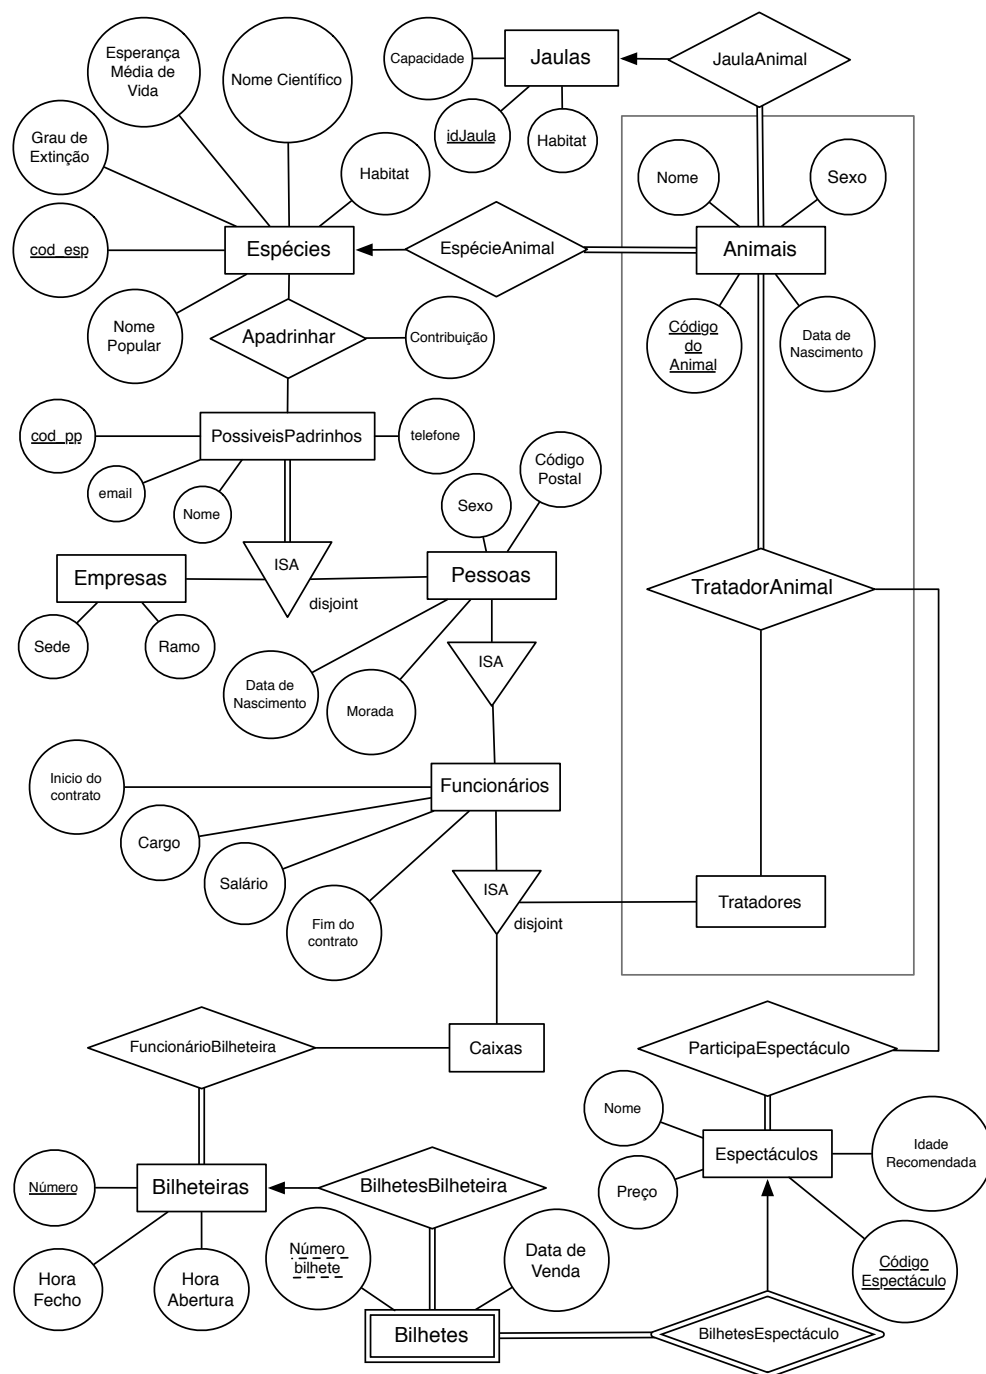 Esperança
Média de
Vida
Nome Científico
Capacidade
Jaulas
JaulaAnimal
Grau de
Extinção
idJaula
Habitat
Habitat
Nome
Sexo
cod_esp
Espécies
EspécieAnimal
Animais
Nome
Popular
Apadrinhar
Contribuição
Código
do
Animal
Data de
Nascimento
cod_pp
PossiveisPadrinhos
telefone
email
Nome
Sexo
Código
Postal
Empresas
ISA
disjoint
Pessoas
TratadorAnimal
Sede
Ramo
ISA
Data de
Nascimento
Morada
Inicio do
contrato
Funcionários
Cargo
Salário
Fim do
contrato
ISA
disjoint
Tratadores
FuncionárioBilheteira
Caixas
ParticipaEspectáculo
Nome
Espectáculos
Idade
Recomendada
Preço
Número
Bilheteiras
BilhetesBilheteira
Hora
Fecho
Hora
Abertura
Número
bilhete
Data de
Venda
Código
Espectáculo
Bilhetes
BilhetesEspectáculo